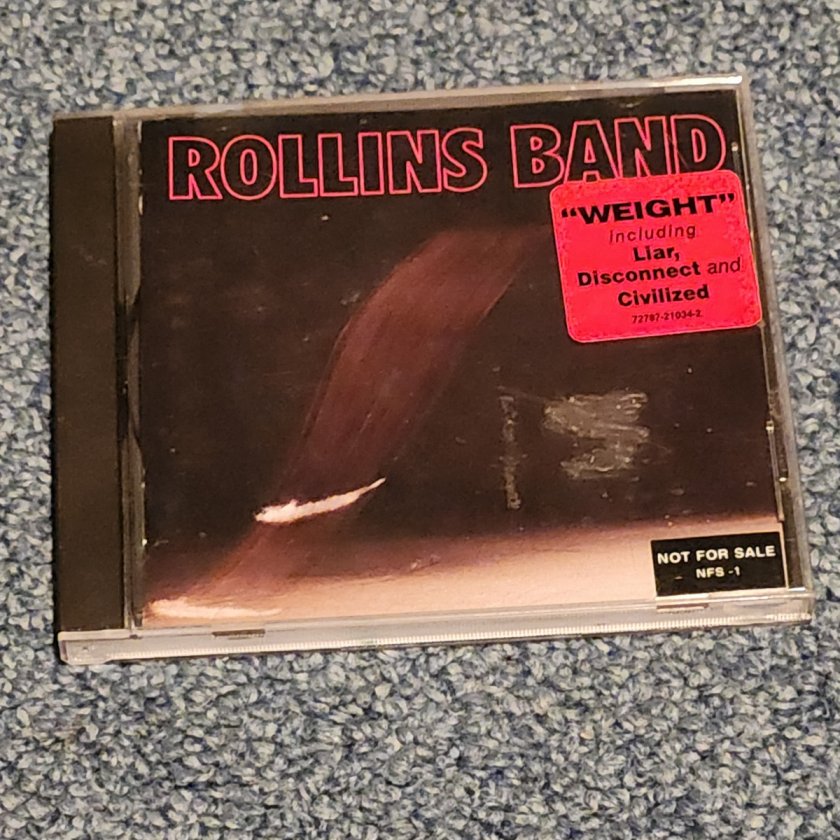 ROLLINS BAND
"WEIGHT"
including
Liar,
Disconnect and
Civilized
72787-21034-2
NOT FOR SALE
NFS -1